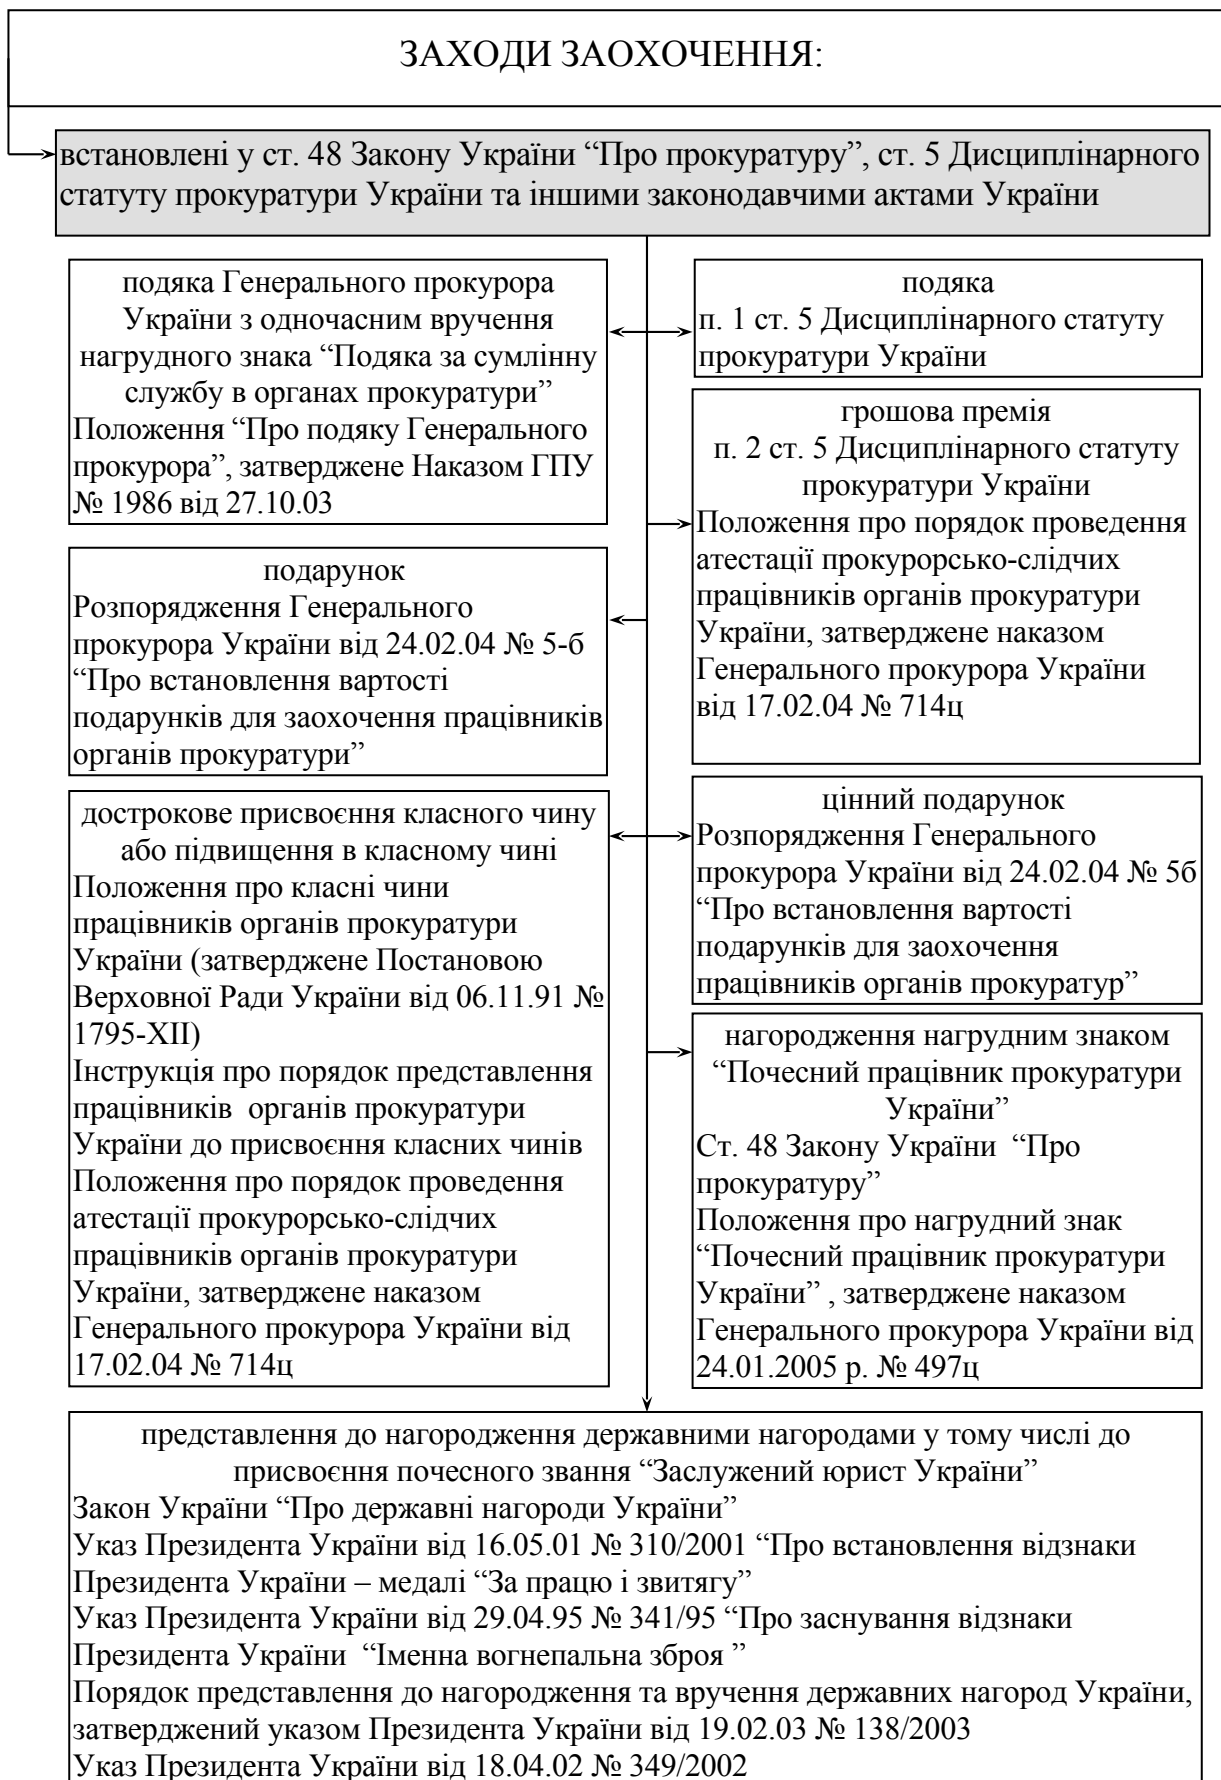 ЗАХОДИ ЗАОХОЧЕННЯ:
встановлені у ст. 48 Закону України “Про прокуратуру”, ст. 5 Дисциплінарного
статуту прокуратури України та іншими законодавчими актами України
подяка Генерального прокурора
України з одночасним вручення
нагрудного знака “Подяка за сумлінну
службу в органах прокуратури”
Положення “Про подяку Генерального
прокурора”, затверджене Наказом ГПУ
№ 1986 від 27.10.03
подяка
п. 1 ст. 5 Дисциплінарного статуту
прокуратури України
грошова премія
п. 2 ст. 5 Дисциплінарного статуту
прокуратури України
Положення про порядок проведення
атестації прокурорсько-слідчих
працівників органів прокуратури
України, затверджене наказом
Генерального прокурора України
від 17.02.04 № 714ц
подарунок
Розпорядження Генерального
прокурора України від 24.02.04 № 5-б
“Про встановлення вартості
подарунків для заохочення працівників
органів прокуратури”
дострокове присвоєння класного чину
або підвищення в класному чині
Положення про класні чини
працівників органів прокуратури
України (затверджене Постановою
Верховної Ради України від 06.11.91 №
1795-XII)
Інструкція про порядок представлення
працівників органів прокуратури
України до присвоєння класних чинів
Положення про порядок проведення
атестації прокурорсько-слідчих
працівників органів прокуратури
України, затверджене наказом
Генерального прокурора України від
17.02.04 № 714ц
цінний подарунок
Розпорядження Генерального
прокурора України від 24.02.04 № 5б
“Про встановлення вартості
подарунків для заохочення
працівників органів прокуратур”
нагородження нагрудним знаком
“Почесний працівник прокуратури
України”
Ст. 48 Закону України “Про
прокуратуру”
Положення про нагрудний знак
“Почесний працівник прокуратури
України” , затверджене наказом
Генерального прокурора України від
24.01.2005 р. № 497ц
представлення до нагородження державними нагородами у тому числі до
присвоєння почесного звання “Заслужений юрист України”
Закон України “Про державні нагороди України”
Указ Президента України від 16.05.01 № 310/2001 “Про встановлення відзнаки
Президента України – медалі “За працю і звитягу”
Указ Президента України від 29.04.95 № 341/95 “Про заснування відзнаки
Президента України “Іменна вогнепальна зброя ”
Порядок представлення до нагородження та вручення державних нагород України,
затверджений указом Президента України від 19.02.03 № 138/2003
Указ Президента України від 18.04.02 № 349/2002